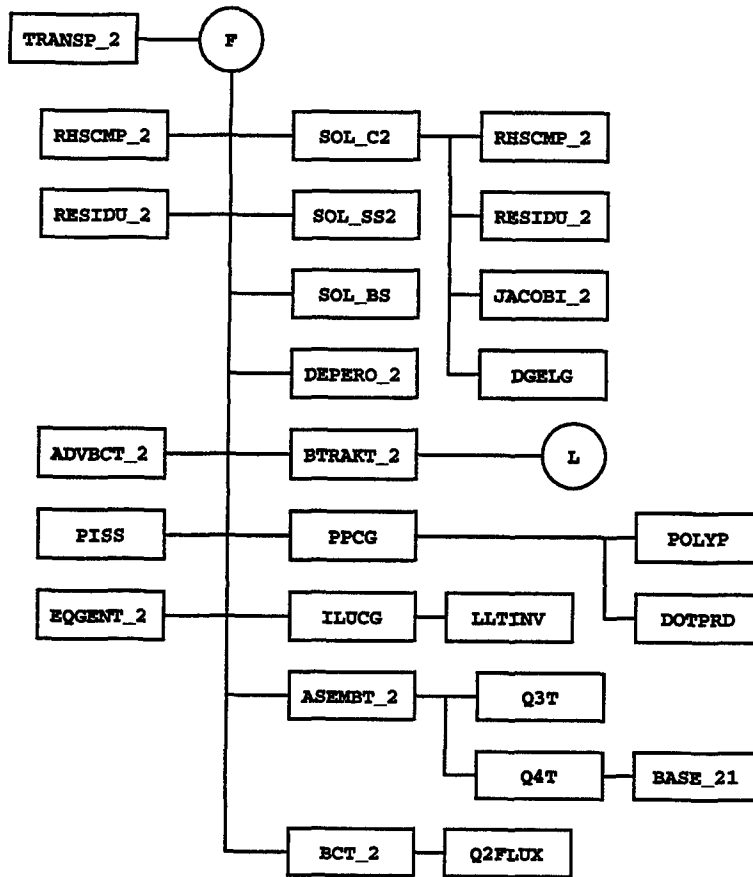 TRANSP_2 F
RHSCMP_2 SOL_C2 RHSCMP_2
RESIDU_2 SOL_SS2 RESIDU_2
SOL_BS JACOBI_2
DEPERO_2 DGELG
ADVBCT_2 BTRAKT_2 L
PISS PPCG POLYP
EQGENT_2 ILUCG LLTINV DOTPRD
ASEMBT_2 Q3T
Q4T BASE_21
BCT_2 Q2FLUX